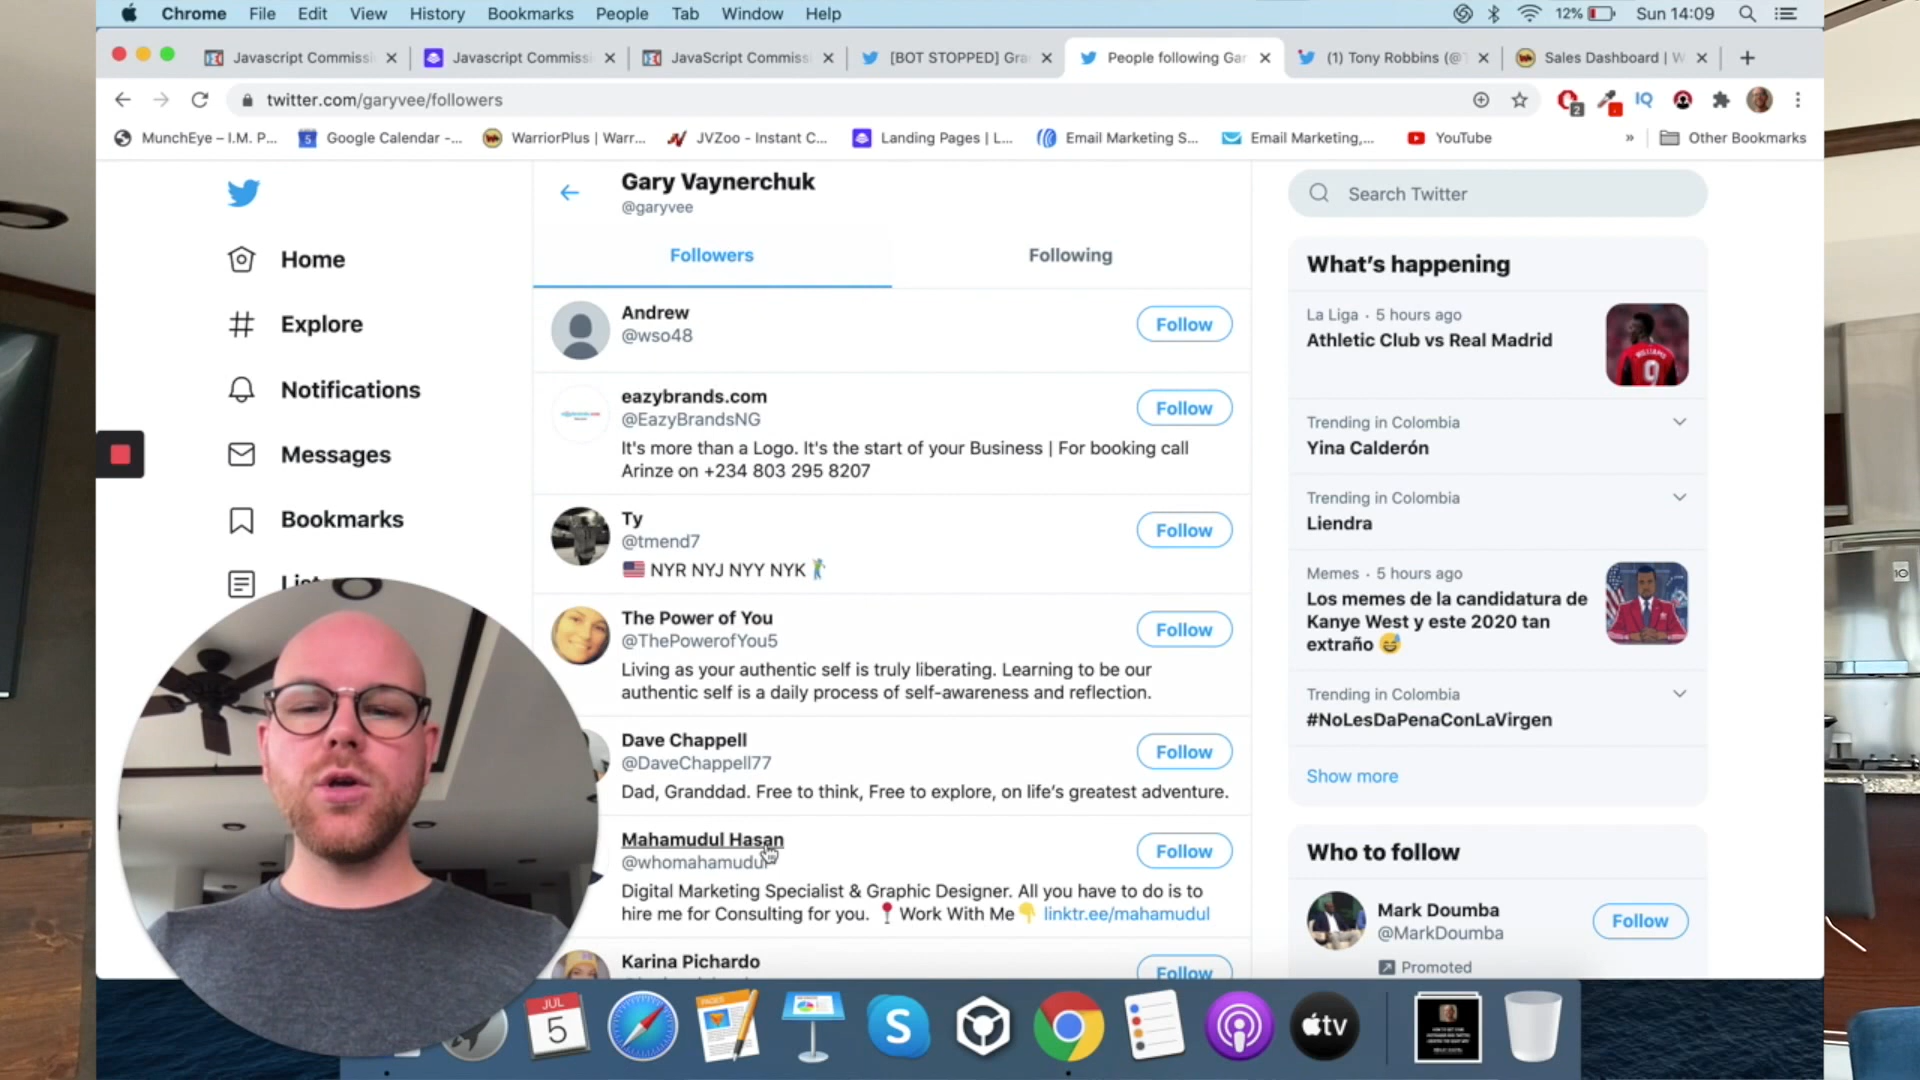 Chrome File Edit View History Bookmarks People Tab Window Help 12% Sun 14:09
Javascript Commissi Javascript Commissi JavaScript Commissi [BOT STOPPED] Gra People following Gar (1) Tony Robbins (@ Sales Dashboard | W
twitter.com/garyvee/followers 2 IQ
MunchEye – I.M. P... Google Calendar -... WarriorPlus | Warr... JVZoo - Instant C... Landing Pages | L... Email Marketing S... Email Marketing,... YouTube » Other Bookmarks
Home
Explore
Notifications
Messages
Bookmarks
Gary Vaynerchuk
@garyvee
Followers Following
Andrew
@wso48
Follow
eazybrands.com
@EazyBrandsNG
Follow
It's more than a Logo. It's the start of your Business | For booking call
Arinze on +234 803 295 8207
Ty
@tmend7
Follow
NYR NYJ NYY NYK
The Power of You
@ThePowerofYou5
Follow
Living as your authentic self is truly liberating. Learning to be our
authentic self is a daily process of self-awareness and reflection.
Dave Chappell
@DaveChappell77
Follow
Dad, Granddad. Free to think, Free to explore, on life's greatest adventure.
Mahamudul Hasan
@whomahamudul
Follow
Digital Marketing Specialist & Graphic Designer. All you have to do is to
hire me for Consulting for you. Work With Me linktr.ee/mahamudul
Karina Pichardo
Follow
Search Twitter
What's happening
La Liga · 5 hours ago
Athletic Club vs Real Madrid
WILLIAMS
9
Trending in Colombia
Yina Calderón
Trending in Colombia
Liendra
Memes · 5 hours ago
Los memes de la candidatura de
Kanye West y este 2020 tan
extraño
Trending in Colombia
#NoLesDaPenaConLaVirgen
Show more
Who to follow
Mark Doumba
@MarkDoumba
Follow
Promoted
JUL
5
PAGES
S
tv